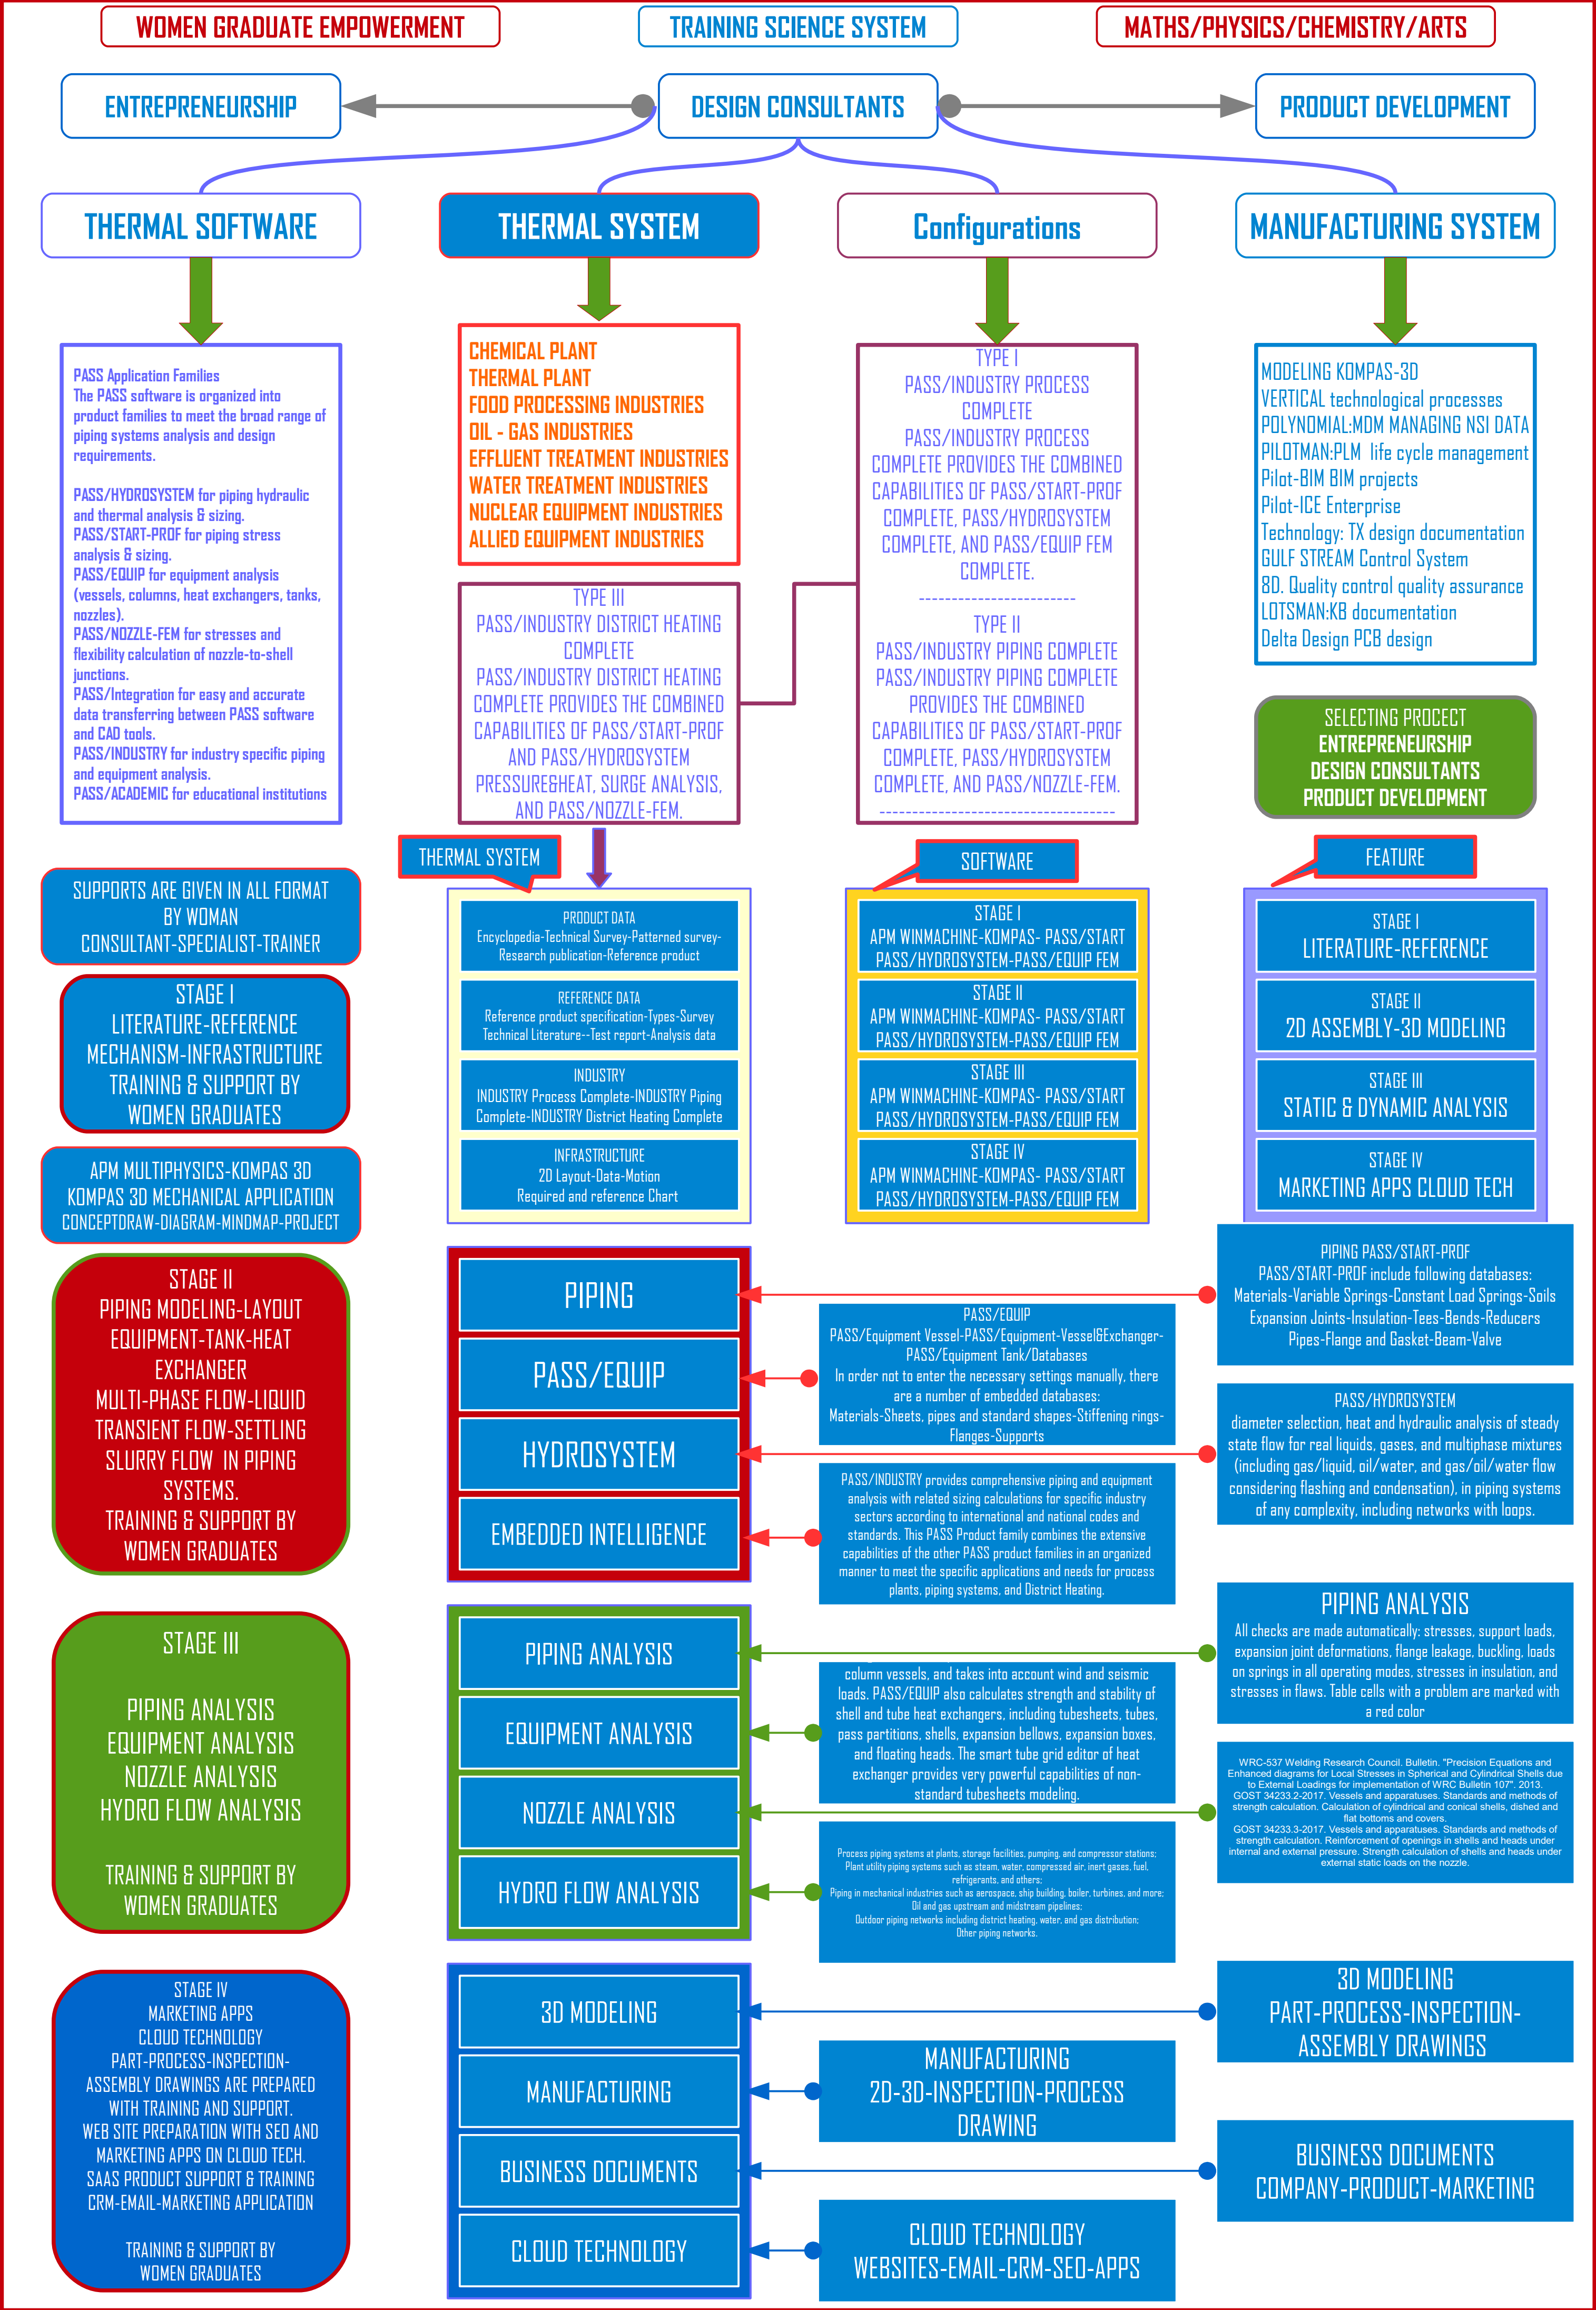 WOMEN GRADUATE EMPOWERMENT
TRAINING SCIENCE SYSTEM
MATHS/PHYSICS/CHEMISTRY/ARTS
ENTREPRENEURSHIP
DESIGN CONSULTANTS
PRODUCT DEVELOPMENT
THERMAL SOFTWARE
THERMAL SYSTEM
Configurations
MANUFACTURING SYSTEM
PASS Application Families
The PASS software is organized into
product families to meet the broad range of
piping systems analysis and design
requirements.
PASS/HYDROSYSTEM for piping hydraulic
and thermal analysis & sizing.
PASS/START-PROF for piping stress
analysis & sizing.
PASS/EQUIP for equipment analysis
(vessels, columns, heat exchangers, tanks,
nozzles).
PASS/NOZZLE-FEM for stresses and
flexibility calculation of nozzle-to-shell
junctions.
PASS/Integration for easy and accurate
data transferring between PASS software
and CAD tools.
PASS/INDUSTRY for industry specific piping
and equipment analysis.
PASS/ACADEMIC for educational institutions
CHEMICAL PLANT
THERMAL PLANT
FOOD PROCESSING INDUSTRIES
OIL - GAS INDUSTRIES
EFFLUENT TREATMENT INDUSTRIES
WATER TREATMENT INDUSTRIES
NUCLEAR EQUIPMENT INDUSTRIES
ALLIED EQUIPMENT INDUSTRIES
TYPE III
PASS/INDUSTRY DISTRICT HEATING
COMPLETE
PASS/INDUSTRY DISTRICT HEATING
COMPLETE PROVIDES THE COMBINED
CAPABILITIES OF PASS/START-PROF
AND PASS/HYDROSYSTEM
PRESSURE&HEAT, SURGE ANALYSIS,
AND PASS/NOZZLE-FEM.
TYPE I
PASS/INDUSTRY PROCESS
COMPLETE
PASS/INDUSTRY PROCESS
COMPLETE PROVIDES THE COMBINED
CAPABILITIES OF PASS/START-PROF
COMPLETE, PASS/HYDROSYSTEM
COMPLETE, AND PASS/EQUIP FEM
COMPLETE.
------------------------
TYPE II
PASS/INDUSTRY PIPING COMPLETE
PASS/INDUSTRY PIPING COMPLETE
PROVIDES THE COMBINED
CAPABILITIES OF PASS/START-PROF
COMPLETE, PASS/HYDROSYSTEM
COMPLETE, AND PASS/NOZZLE-FEM.
------------------------------------
MODELING KOMPAS-3D
VERTICAL technological processes
POLYNOMIAL:MDM MANAGING NSI DATA
PILOTMAN:PLM life cycle management
Pilot-BIM BIM projects
Pilot-ICE Enterprise
Technology: TX design documentation
GULF STREAM Control System
8D. Quality control quality assurance
LOTSMAN:KB documentation
Delta Design PCB design
SELECTING PROCECT
ENTREPRENEURSHIP
DESIGN CONSULTANTS
PRODUCT DEVELOPMENT
THERMAL SYSTEM
SOFTWARE
FEATURE
SUPPORTS ARE GIVEN IN ALL FORMAT
BY WOMAN
CONSULTANT-SPECIALIST-TRAINER
STAGE I
LITERATURE-REFERENCE
MECHANISM-INFRASTRUCTURE
TRAINING & SUPPORT BY
WOMEN GRADUATES
APM MULTIPHYSICS-KOMPAS 3D
KOMPAS 3D MECHANICAL APPLICATION
CONCEPTDRAW-DIAGRAM-MINDMAP-PROJECT
PRODUCT DATA
Encyclopedia-Technical Survey-Patterned survey-
Research publication-Reference product
REFERENCE DATA
Reference product specification-Types-Survey
Technical Literature--Test report-Analysis data
INDUSTRY
INDUSTRY Process Complete-INDUSTRY Piping
Complete-INDUSTRY District Heating Complete
INFRASTRUCTURE
2D Layout-Data-Motion
Required and reference Chart
STAGE I
APM WINMACHINE-KOMPAS- PASS/START
PASS/HYDROSYSTEM-PASS/EQUIP FEM
STAGE II
APM WINMACHINE-KOMPAS- PASS/START
PASS/HYDROSYSTEM-PASS/EQUIP FEM
STAGE III
APM WINMACHINE-KOMPAS- PASS/START
PASS/HYDROSYSTEM-PASS/EQUIP FEM
STAGE IV
APM WINMACHINE-KOMPAS- PASS/START
PASS/HYDROSYSTEM-PASS/EQUIP FEM
STAGE I
LITERATURE-REFERENCE
STAGE II
2D ASSEMBLY-3D MODELING
STAGE III
STATIC & DYNAMIC ANALYSIS
STAGE IV
MARKETING APPS CLOUD TECH
STAGE II
PIPING MODELING-LAYOUT
EQUIPMENT-TANK-HEAT
EXCHANGER
MULTI-PHASE FLOW-LIQUID
TRANSIENT FLOW-SETTLING
SLURRY FLOW IN PIPING
SYSTEMS.
TRAINING & SUPPORT BY
WOMEN GRADUATES
PIPING
PASS/EQUIP
HYDROSYSTEM
EMBEDDED INTELLIGENCE
PASS/EQUIP
PASS/Equipment Vessel-PASS/Equipment-Vessel&Exchanger-
PASS/Equipment Tank/Databases
In order not to enter the necessary settings manually, there
are a number of embedded databases:
Materials-Sheets, pipes and standard shapes-Stiffening rings-
Flanges-Supports
PASS/INDUSTRY provides comprehensive piping and equipment
analysis with related sizing calculations for specific industry
sectors according to international and national codes and
standards. This PASS Product family combines the extensive
capabilities of the other PASS product families in an organized
manner to meet the specific applications and needs for process
plants, piping systems, and District Heating.
PIPING PASS/START-PROF
PASS/START-PROF include following databases:
Materials-Variable Springs-Constant Load Springs-Soils
Expansion Joints-Insulation-Tees-Bends-Reducers
Pipes-Flange and Gasket-Beam-Valve
PASS/HYDROSYSTEM
diameter selection, heat and hydraulic analysis of steady
state flow for real liquids, gases, and multiphase mixtures
(including gas/liquid, oil/water, and gas/oil/water flow
considering flashing and condensation), in piping systems
of any complexity, including networks with loops.
STAGE III
PIPING ANALYSIS
EQUIPMENT ANALYSIS
NOZZLE ANALYSIS
HYDRO FLOW ANALYSIS
TRAINING & SUPPORT BY
WOMEN GRADUATES
PIPING ANALYSIS
EQUIPMENT ANALYSIS
NOZZLE ANALYSIS
HYDRO FLOW ANALYSIS
column vessels, and takes into account wind and seismic
loads. PASS/EQUIP also calculates strength and stability of
shell and tube heat exchangers, including tubesheets, tubes,
pass partitions, shells, expansion bellows, expansion boxes,
and floating heads. The smart tube grid editor of heat
exchanger provides very powerful capabilities of non-
standard tubesheets modeling.
Process piping systems at plants, storage facilities, pumping, and compressor stations;
Plant utility piping systems such as steam, water, compressed air, inert gases, fuel,
refrigerants, and others;
Piping in mechanical industries such as aerospace, ship building, boiler, turbines, and more;
Oil and gas upstream and midstream pipelines;
Outdoor piping networks including district heating, water, and gas distribution;
Other piping networks.
PIPING ANALYSIS
All checks are made automatically: stresses, support loads,
expansion joint deformations, flange leakage, buckling, loads
on springs in all operating modes, stresses in insulation, and
stresses in flaws. Table cells with a problem are marked with
a red color
WRC-537 Welding Research Council. Bulletin. "Precision Equations and
Enhanced diagrams for Local Stresses in Spherical and Cylindrical Shells due
to External Loadings for implementation of WRC Bulletin 107". 2013.
GOST 34233.2-2017. Vessels and apparatuses. Standards and methods of
strength calculation. Calculation of cylindrical and conical shells, dished and
flat bottoms and covers.
GOST 34233.3-2017. Vessels and apparatuses. Standards and methods of
strength calculation. Reinforcement of openings in shells and heads under
internal and external pressure. Strength calculation of shells and heads under
external static loads on the nozzle.
STAGE IV
MARKETING APPS
CLOUD TECHNOLOGY
PART-PROCESS-INSPECTION-
ASSEMBLY DRAWINGS ARE PREPARED
WITH TRAINING AND SUPPORT.
WEB SITE PREPARATION WITH SEO AND
MARKETING APPS ON CLOUD TECH.
SAAS PRODUCT SUPPORT & TRAINING
CRM-EMAIL-MARKETING APPLICATION
TRAINING & SUPPORT BY
WOMEN GRADUATES
3D MODELING
MANUFACTURING
BUSINESS DOCUMENTS
CLOUD TECHNOLOGY
MANUFACTURING
2D-3D-INSPECTION-PROCESS
DRAWING
CLOUD TECHNOLOGY
WEBSITES-EMAIL-CRM-SEO-APPS
3D MODELING
PART-PROCESS-INSPECTION-
ASSEMBLY DRAWINGS
BUSINESS DOCUMENTS
COMPANY-PRODUCT-MARKETING